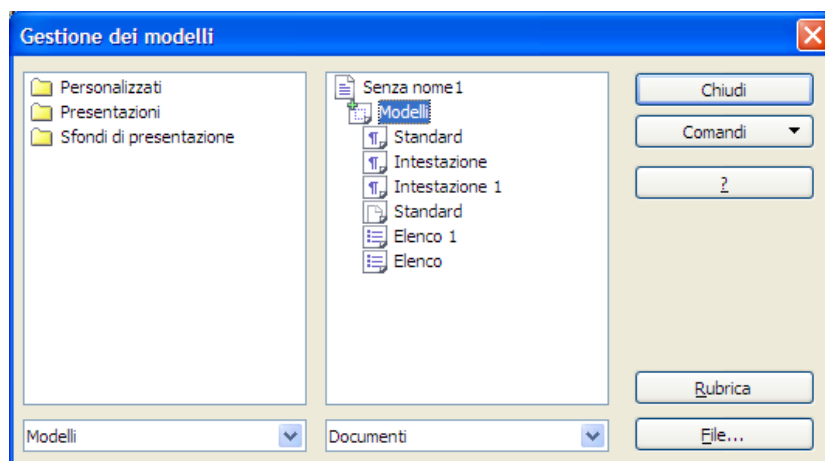 Gestione dei modelli
Personalizzati
Presentazioni
Sfondi di presentazione
Senza nome1
Modelli
Standard
Intestazione
Intestazione 1
Standard
Elenco 1
Elenco
Chiudi
Comandi
?
Rubrica
File...
Modelli
Documenti